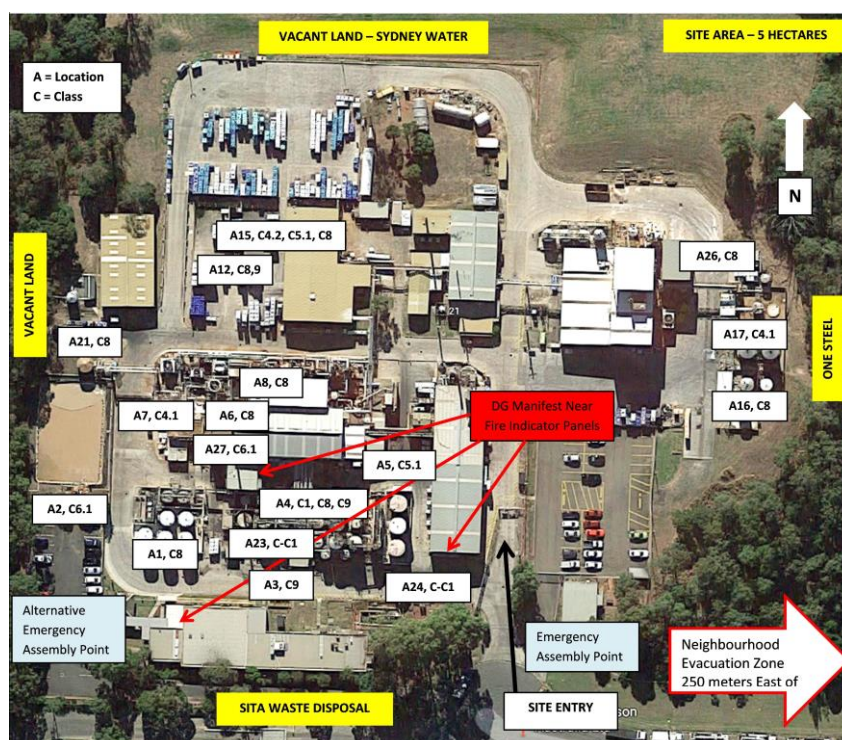 VACANT LAND – SYDNEY WATER
SITE AREA – 5 HECTARES
A = Location
C = Class
N
VACANT LAND
A15, C4.2, C5.1, C8
A12, C8,9
A26, C8
21
A17, C4.1
ONE STEEL
A21, C8
A8, C8
DG Manifest Near
Fire Indicator Panels
A16, C8
A7, C4.1
A6, C8
A27, C6.1
A5, C5.1
A2, C6.1
A4, C1, C8, C9
A1, C8
A23, C-C1
A3, C9
A24, C-C1
Alternative
Emergency
Assembly Point
Emergency
Assembly Point
Neighbourhood
Evacuation Zone
250 meters East of
SITA WASTE DISPOSAL
SITE ENTRY